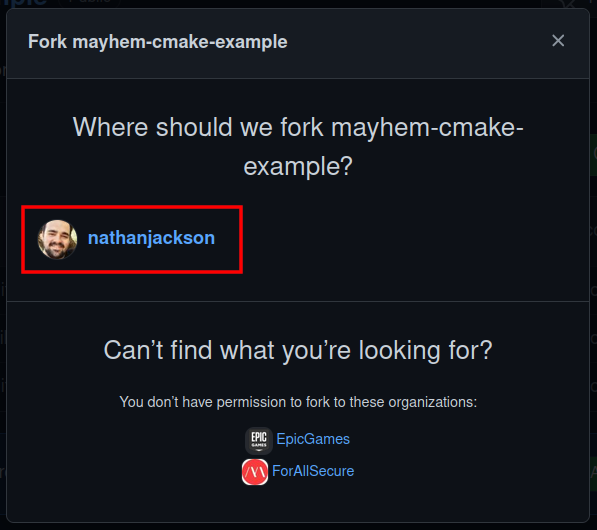 Fork mayhem-cmake-example
Where should we fork mayhem-cmake-
example?
nathanjackson
Can’t find what you’re looking for?
You don’t have permission to fork to these organizations:
EPIC
GAMES
EpicGames
ForAllSecure